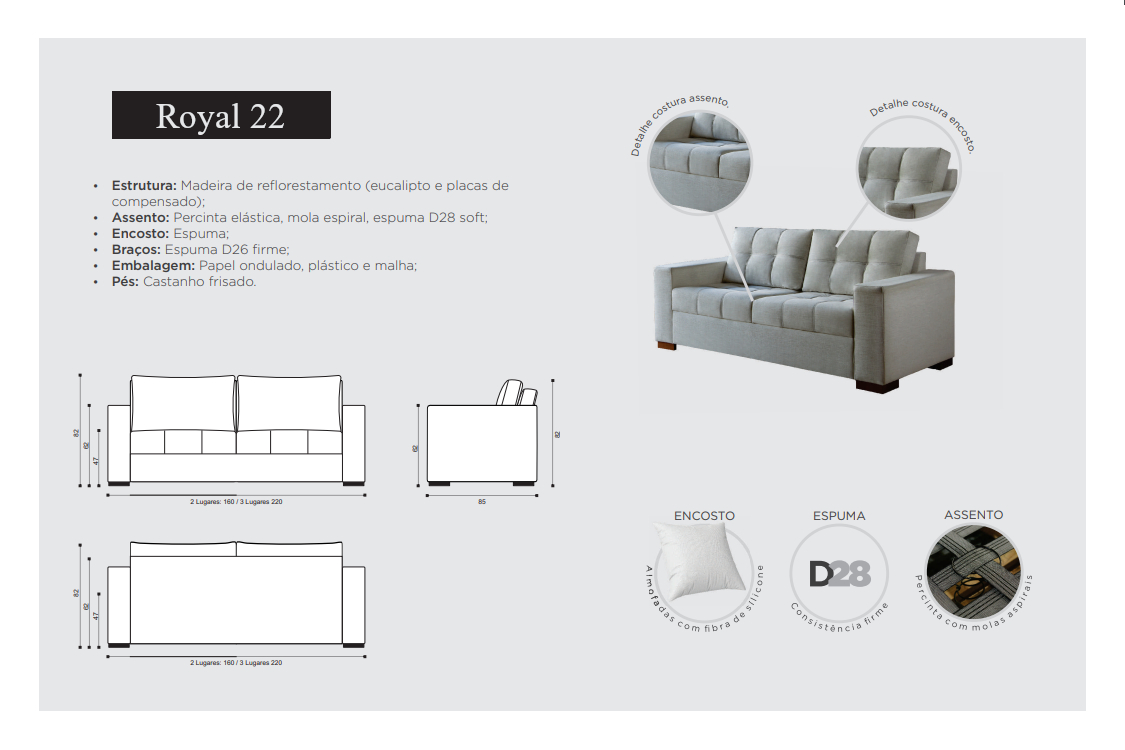 Royal 22
• Estrutura: Madeira de reflorestamento (eucalipto e placas de
compensado);
• Assento: Percinta elástica, mola espiral, espuma D28 soft;
• Encosto: Espuma;
• Braços: Espuma D26 firme;
• Embalagem: Papel ondulado, plástico e malha;
• Pés: Castanho frisado.
Detalhe costura assento.
Detalhe costura encosto.
82
62
47
2 Lugares: 160 / 3 Lugares 220
62
82
85
82
62
47
2 Lugares: 160 / 3 Lugares 220
ENCOSTO
Almofadas com fibra de silicone
ESPUMA
D28
Consistência firme
ASSENTO
Percinta com molas aspirais